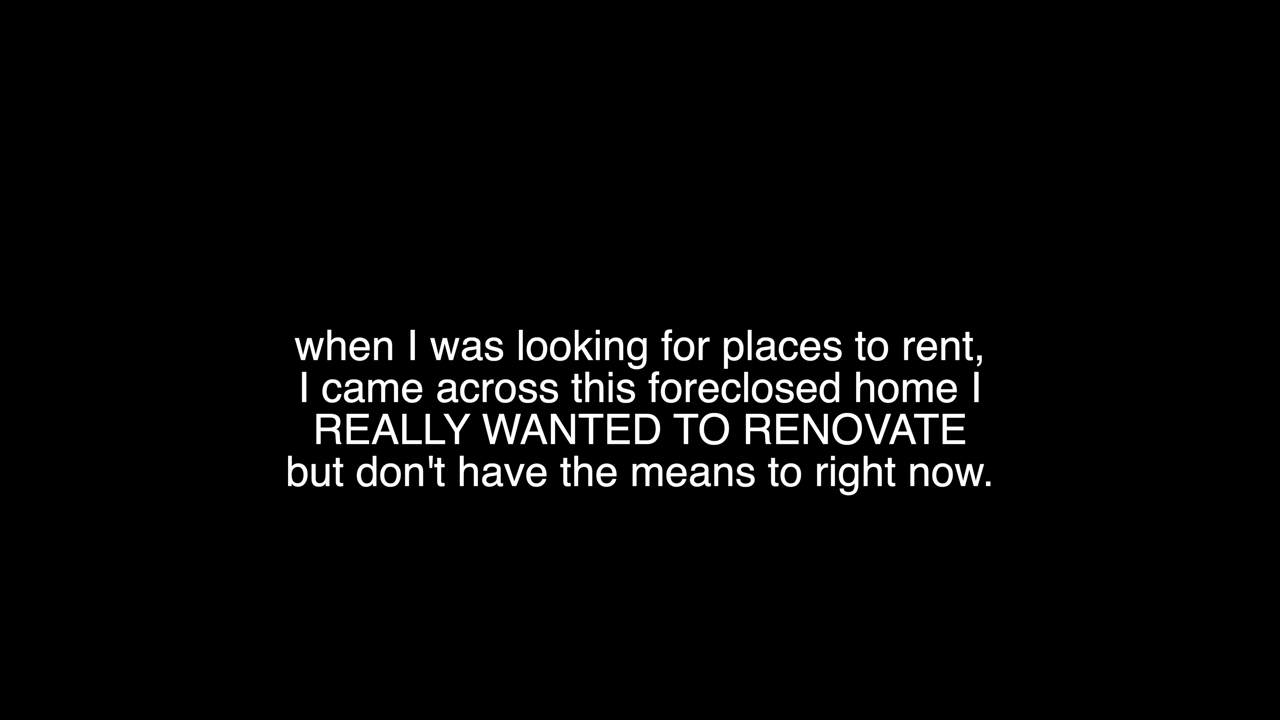 when I was looking for places to rent,
I came across this foreclosed home I
REALLY WANTED TO RENOVATE
but don't have the means to right now.